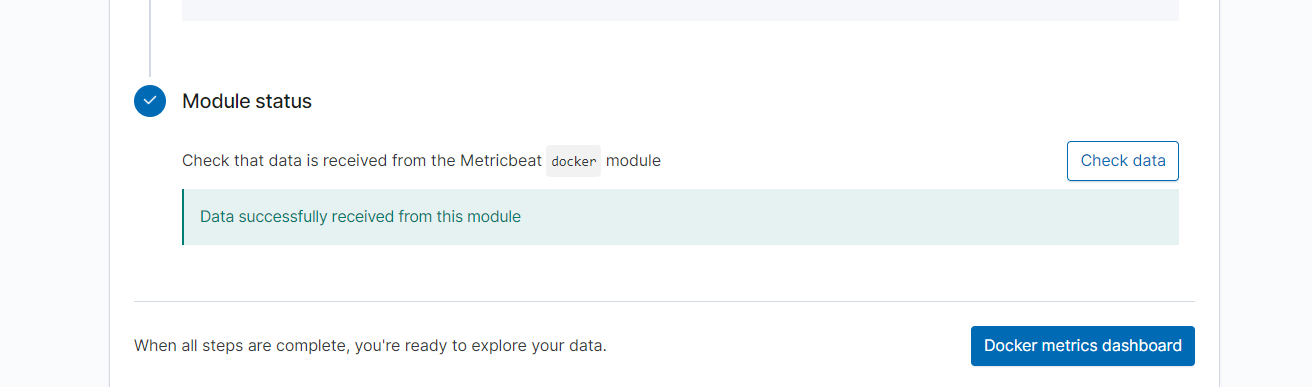 Module status
Check that data is received from the Metricbeat docker module
Check data
Data successfully received from this module
When all steps are complete, you're ready to explore your data.
Docker metrics dashboard